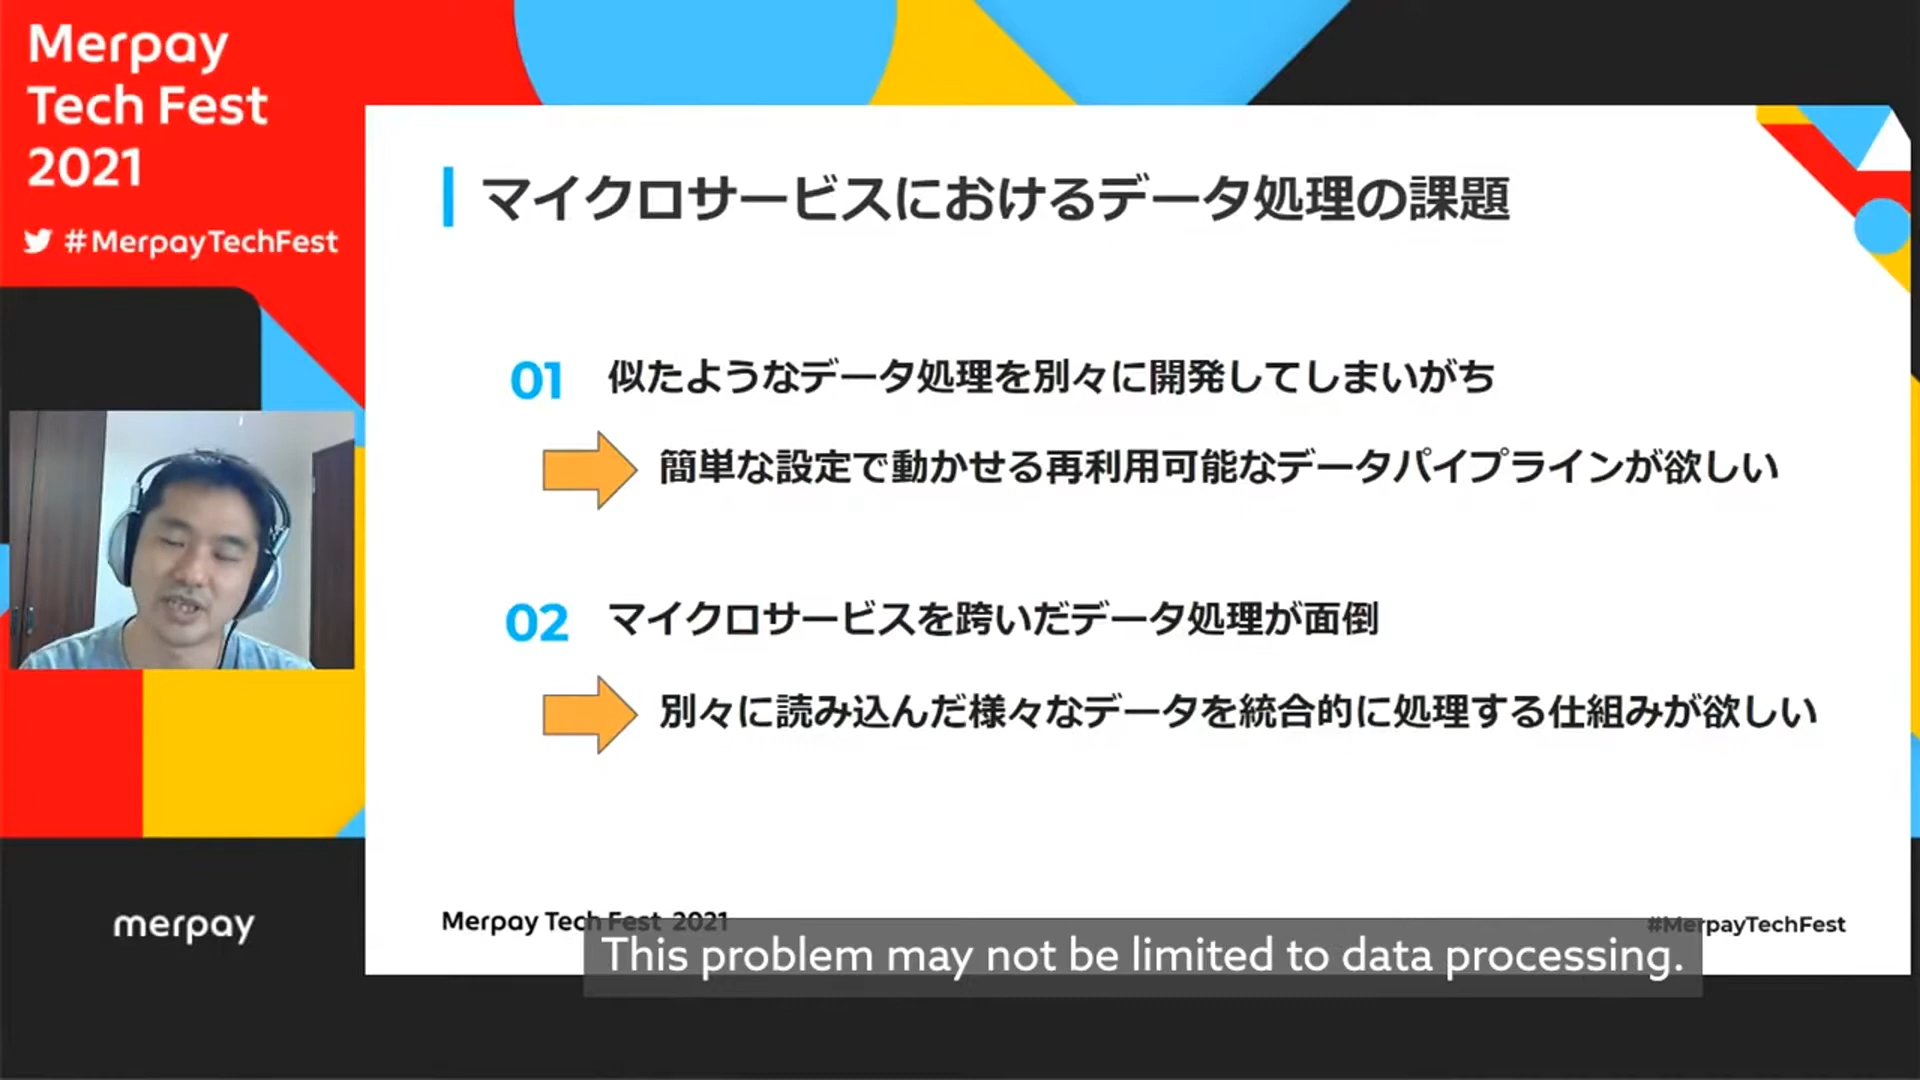 Merpay
Tech Fest
2021
#MerpayTechFest
マイクロサービスにおけるデータ処理の課題
01 似たようなデータ処理を別々に開発してしまいがち
簡単な設定で動かせる再利用可能なデータパイプラインが欲しい
02 マイクロサービスを跨いだデータ処理が面倒
別々に読み込んだ様々なデータを統合的に処理する仕組みが欲しい
merpay
Merpay Tech Fest 2021
#MerpayTechFest
This problem may not be limited to data processing.